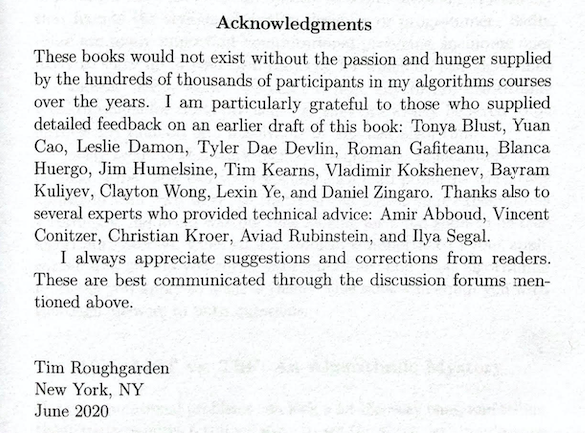 Acknowledgments
These books would not exist without the passion and hunger supplied
by the hundreds of thousands of participants in my algorithms courses
over the years. I am particularly grateful to those who supplied
detailed feedback on an earlier draft of this book: Tonya Blust, Yuan
Cao, Leslie Damon, Tyler Dae Devlin, Roman Gafiteanu, Blanca
Huergo, Jim Humelsine, Tim Kearns, Vladimir Kokshenev, Bayram
Kuliyev, Clayton Wong, Lexin Ye, and Daniel Zingaro. Thanks also to
several experts who provided technical advice: Amir Abboud, Vincent
Conitzer, Christian Kroer, Aviad Rubinstein, and Ilya Segal.
I always appreciate suggestions and corrections from readers.
These are best communicated through the discussion forums men-
tioned above.
Tim Roughgarden
New York, NY
June 2020